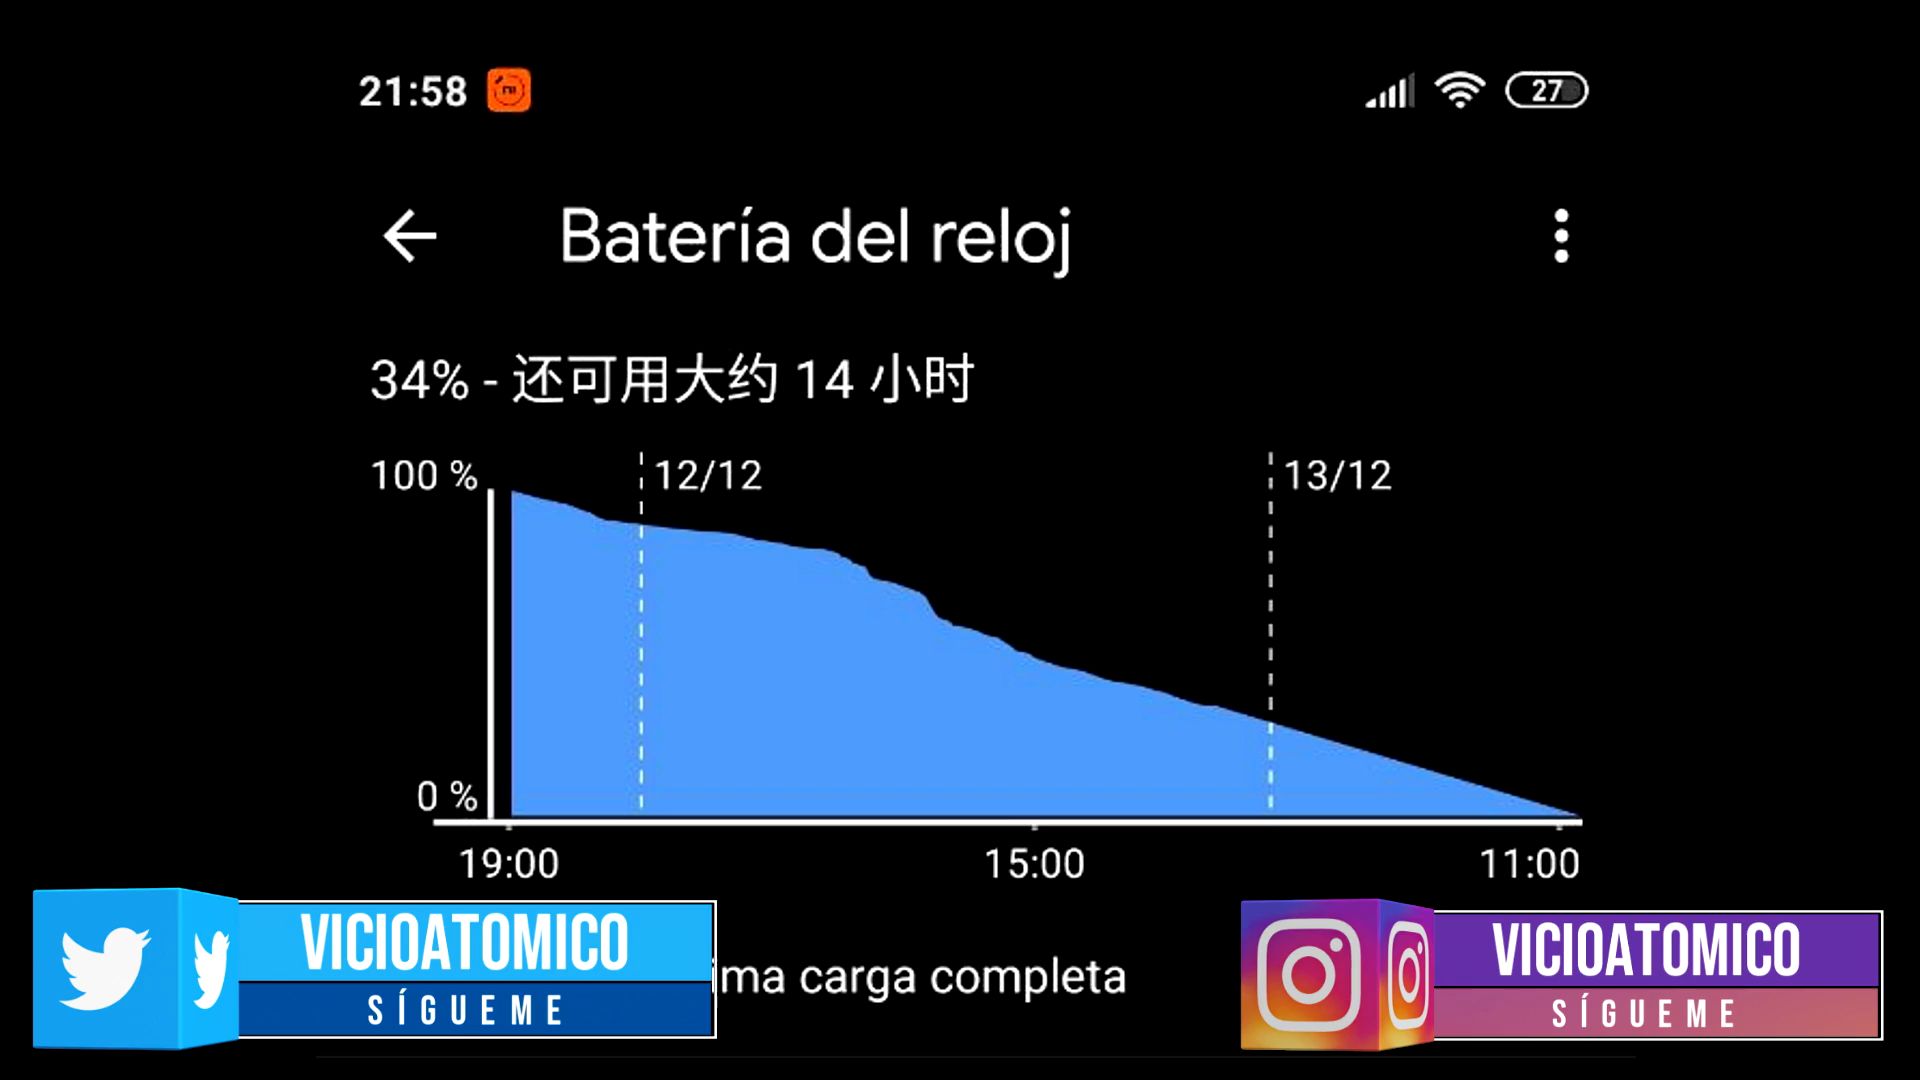 21:58
27
Batería del reloj
34% - 还可用大约 14 小时
12/12
13/12
100 %
0 %
19:00
15:00
11:00
VICIOATOMICO
SÍGUEME
carga completa
VICIOATOMICO
SÍGUEME